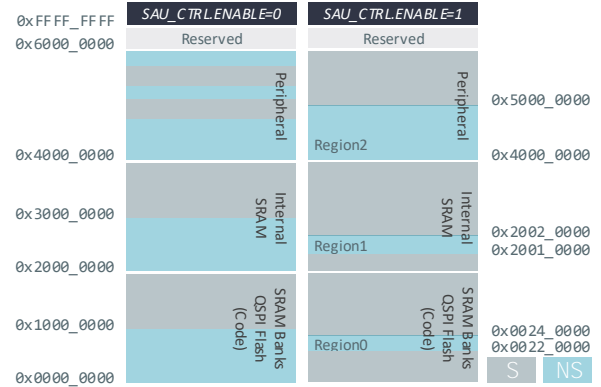 SAU_CTRL.ENABLE=0
SAU_CTRL.ENABLE=1
0xFFFF_FFFF
Reserved
Reserved
0x6000_0000
Peripheral
Peripheral
0x5000_0000
Region2
0x4000_0000
0x4000_0000
Internal
SRAM
Internal
SRAM
0x3000_0000
0x2002_0000
Region1
0x2001_0000
0x2000_0000
SRAM Banks
QSPI Flash
(Code)
SRAM Banks
QSPI Flash
(Code)
0x1000_0000
0x0024_0000
Region0
0x0022_0000
0x0000_0000
S
NS